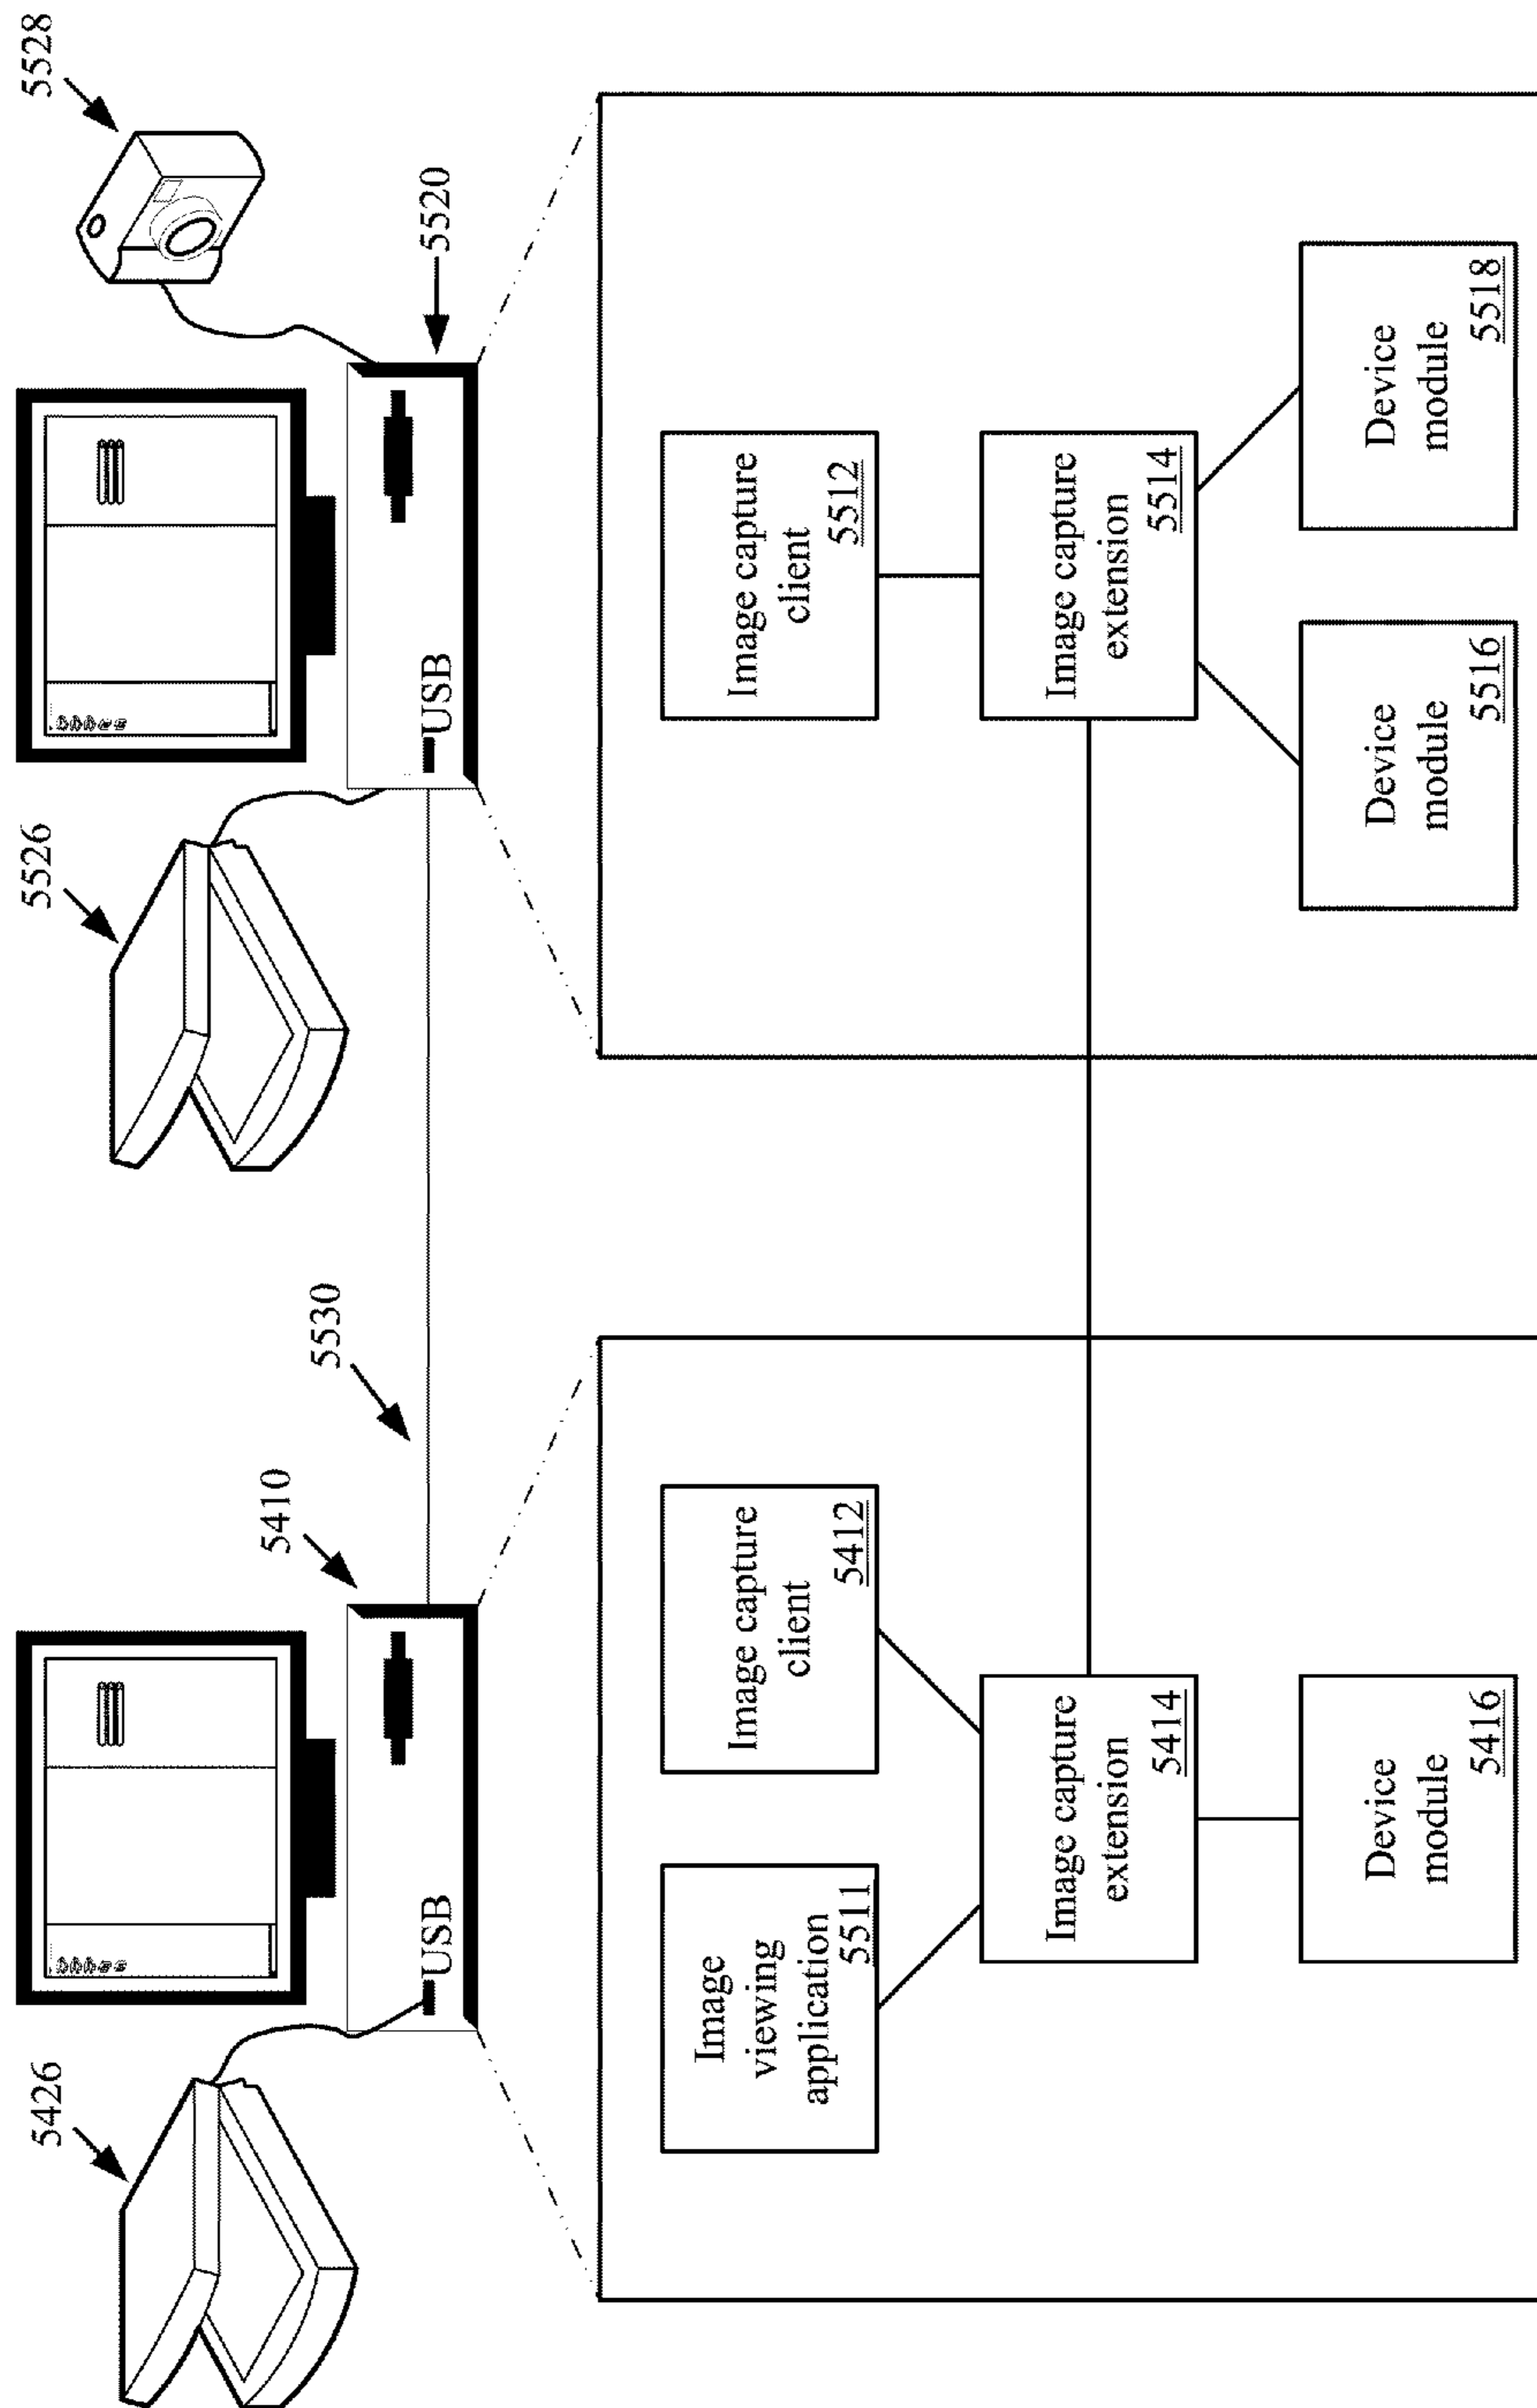 5426
5410
5530
5526
5528
5520
USB
USB
Image
viewing
application
5511
Image capture
client
5412
Image capture
extension
5414
Device
module
5416
Image capture
client
5512
Image capture
extension
5514
Device
module
5516
Device
module
5518